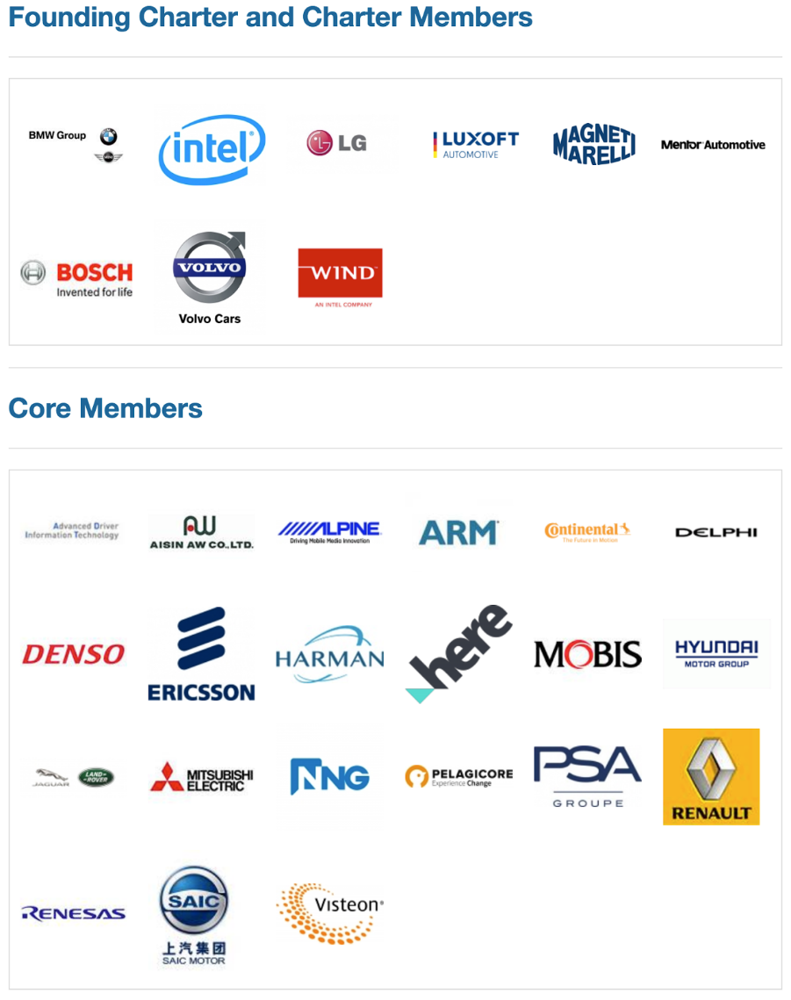 Founding Charter and Charter Members
BMW Group
intel
LG
LUXOFT
AUTOMOTIVE
MAGNETI
MARELLI
Mentor Automotive
BOSCH
Invented for life
VOLVO
Volvo Cars
WIND
AN INTEL COMPANY
Core Members
Advanced Driver
Information Technology
AW
AISIN AW CO.,LTD.
ALPINE
Driving Mobile Media Innovation
ARM
Continental
The Future in Motion
DELPHI
DENSO
ERICSSON
HARMAN
here
MOBIS
HYUNDAI
MOTOR GROUP
JAGUAR
LAND-
ROVER
MITSUBISHI
ELECTRIC
NNG
PELAGICORE
Experience Change
PSA
GROUPE
RENAULT
RENESAS
SAIC
上汽集团
SAIC MOTOR
Visteon